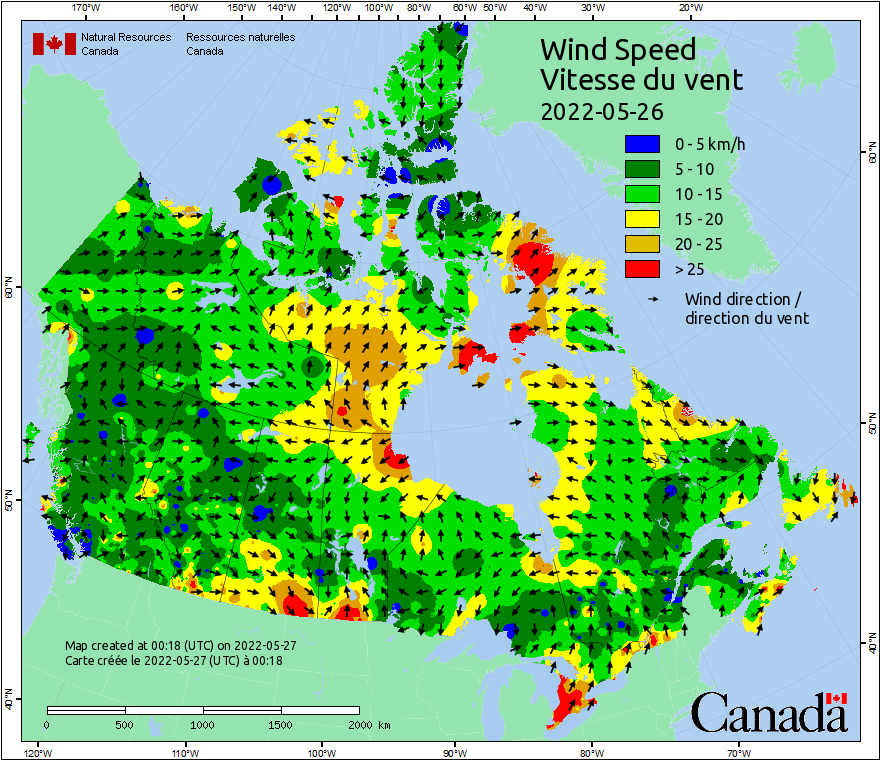 170°W 160°W 150°W 140°W 120°W 100°W 80°W 60°W 50°W 40°W 30°W 20°W
Natural Resources Ressources naturelles
Canada Canada
Wind Speed
Vitesse du vent
2022-05-26
0 - 5 km/h
5 - 10
10 - 15
15 - 20
20 - 25
> 25
Wind direction /
direction du vent
60°N
60°N
50°N
50°N
40°N
40°N
Map created at 00:18 (UTC) on 2022-05-27
Carte créée le 2022-05-27 (UTC) à 00:18
0 500 1000 1500 2000 km
Canada
120°W 110°W 100°W 90°W 80°W 70°W